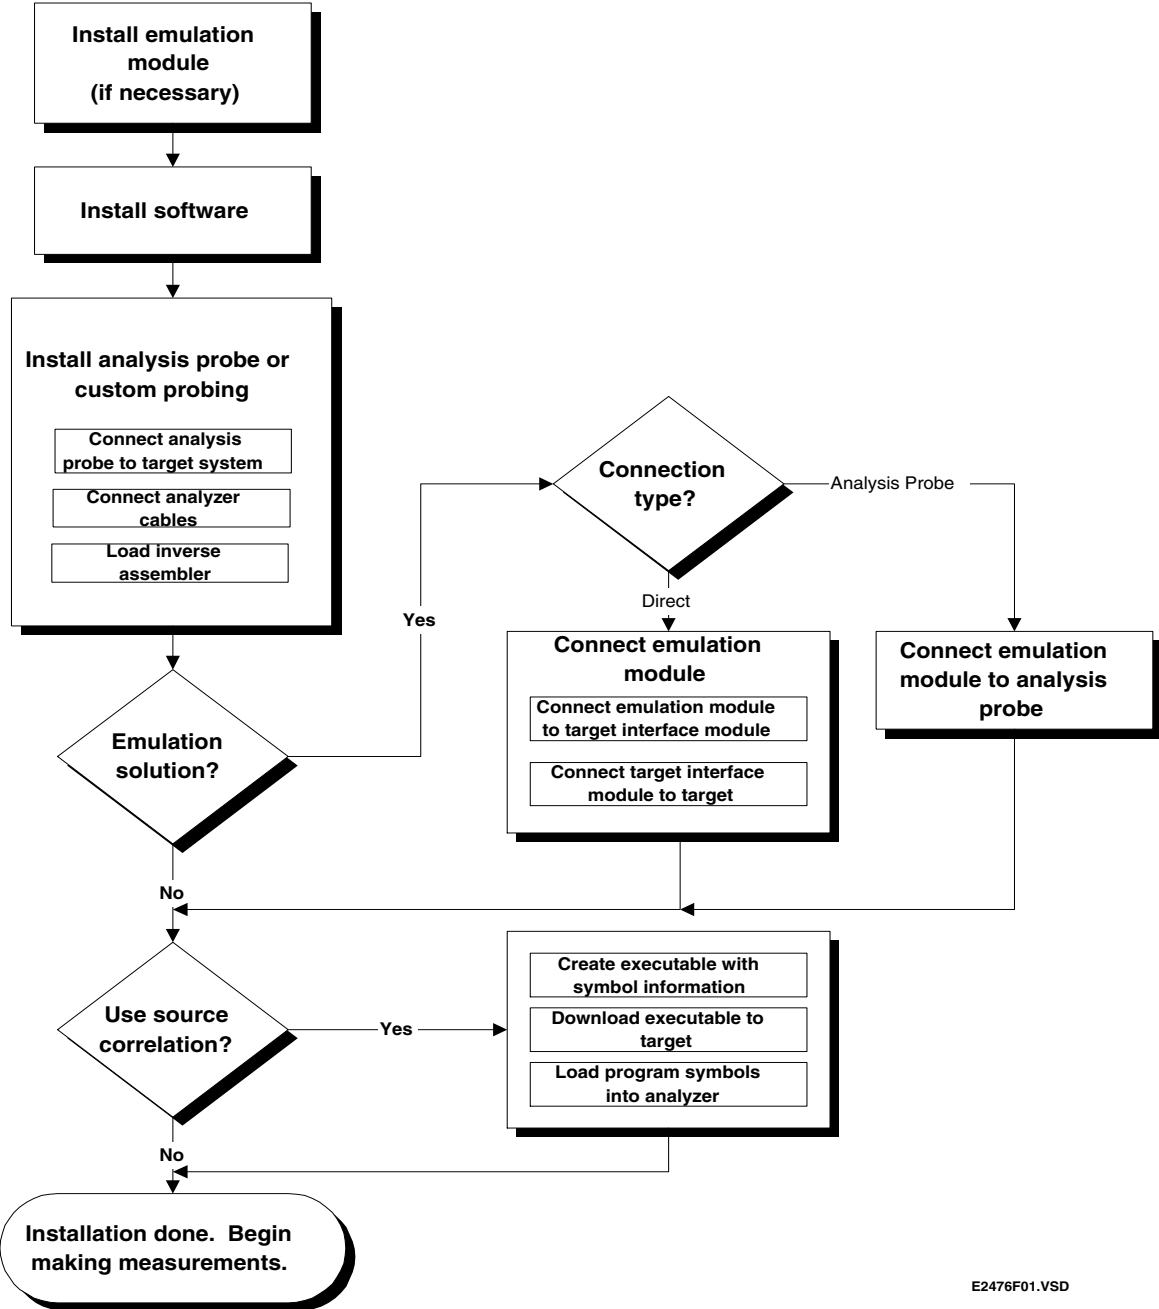 Install emulation
module
(if necessary)
Install software
Install analysis probe or
custom probing
Connect analysis
probe to target system
Connect analyzer
cables
Load inverse
assembler
Emulation
solution?
Yes
No
Connection
type?
Analysis Probe
Direct
Connect emulation
module
Connect emulation module
to target interface module
Connect target interface
module to target
Connect emulation
module to analysis
probe
Use source
correlation?
Yes
No
Create executable with
symbol information
Download executable to
target
Load program symbols
into analyzer
Installation done. Begin
making measurements.
E2476F01.VSD